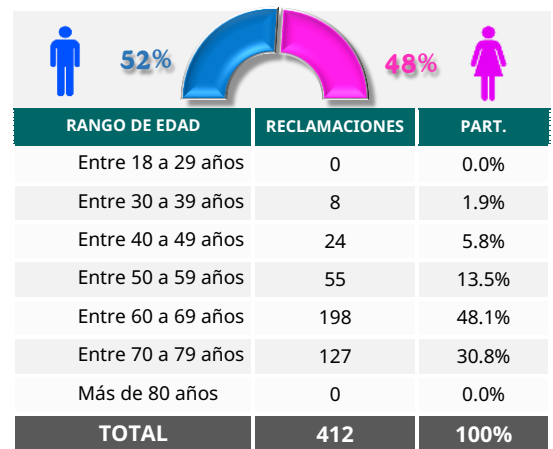 52% 48%
RANGO DE EDAD RECLAMACIONES PART.
Entre 18 a 29 años 0 0.0%
Entre 30 a 39 años 8 1.9%
Entre 40 a 49 años 24 5.8%
Entre 50 a 59 años 55 13.5%
Entre 60 a 69 años 198 48.1%
Entre 70 a 79 años 127 30.8%
Más de 80 años 0 0.0%
TOTAL 412 100%